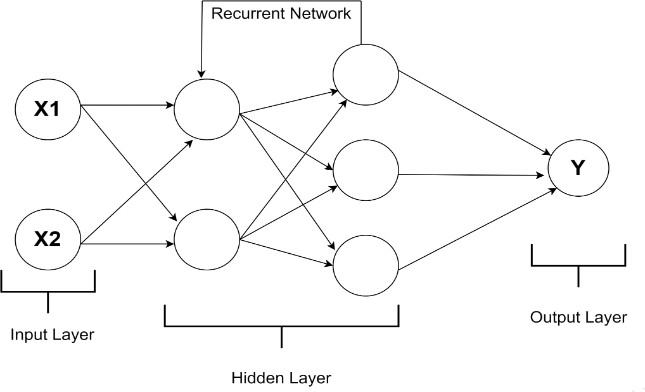 Recurrent Network
X1
X2
Y
Input Layer
Hidden Layer
Output Layer